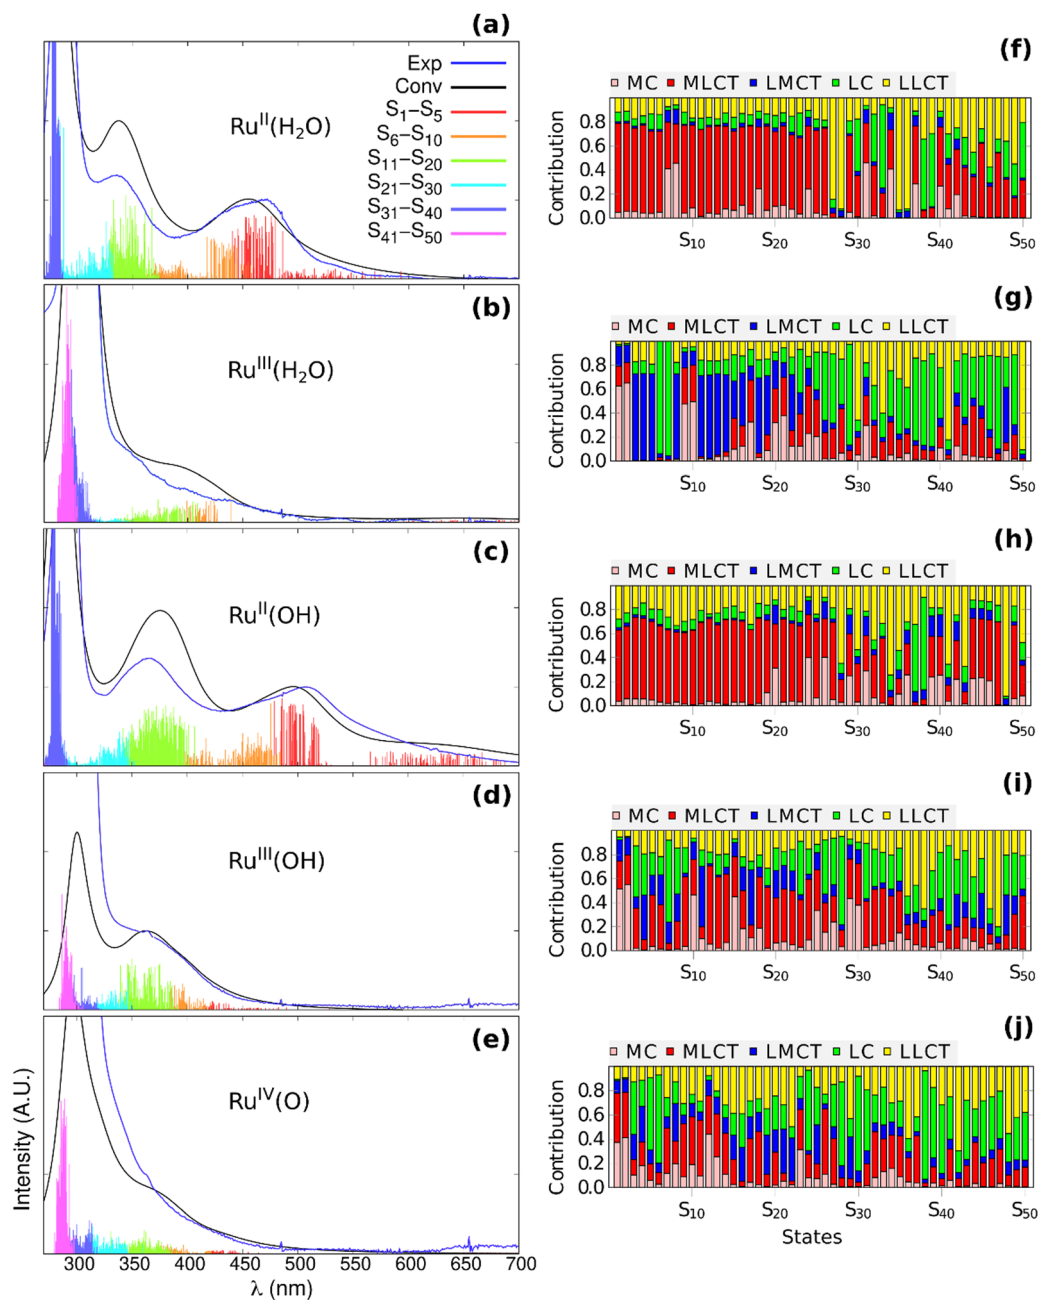 (a)
Exp
Conv
S₁–S₅
S₆–S₁₀
S₁₁–S₂₀
S₂₁–S₃₀
S₃₁–S₄₀
S₄₁–S₅₀
Ruᴵᴵ(H₂O)
(b)
Ruᴵᴵᴵ(H₂O)
(c)
Ruᴵᴵ(OH)
(d)
Ruᴵᴵᴵ(OH)
(e)
Ruᴵⱽ(O)
Intensity (A.U.)
300 350 400 450 500 550 600 650 700
λ (nm)
(f)
MC MLCT LMCT LC LLCT
Contribution
0.8
0.6
0.4
0.2
0.0
S₁₀ S₂₀ S₃₀ S₄₀ S₅₀
(g)
MC MLCT LMCT LC LLCT
Contribution
0.8
0.6
0.4
0.2
0.0
S₁₀ S₂₀ S₃₀ S₄₀ S₅₀
(h)
MC MLCT LMCT LC LLCT
Contribution
0.8
0.6
0.4
0.2
0.0
S₁₀ S₂₀ S₃₀ S₄₀ S₅₀
(i)
MC MLCT LMCT LC LLCT
Contribution
0.8
0.6
0.4
0.2
0.0
S₁₀ S₂₀ S₃₀ S₄₀ S₅₀
(j)
MC MLCT LMCT LC LLCT
Contribution
0.8
0.6
0.4
0.2
0.0
S₁₀ S₂₀ S₃₀ S₄₀ S₅₀
States